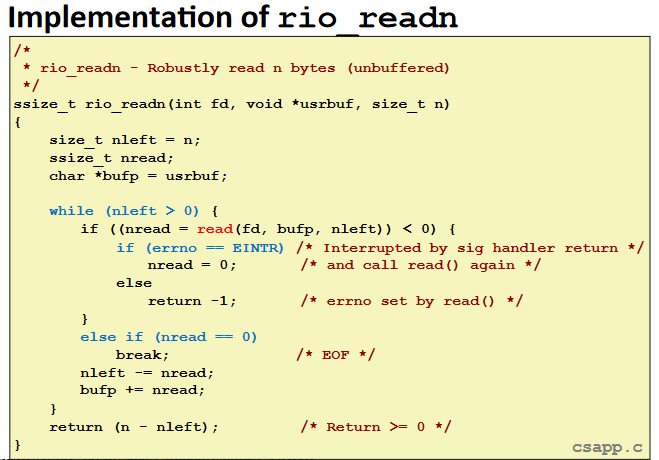 Implementation of rio_readn
/*
 * rio_readn - Robustly read n bytes (unbuffered)
 */
ssize_t rio_readn(int fd, void *usrbuf, size_t n)
{
    size_t nleft = n;
    ssize_t nread;
    char *bufp = usrbuf;

    while (nleft > 0) {
        if ((nread = read(fd, bufp, nleft)) < 0) {
            if (errno == EINTR) /* Interrupted by sig handler return */
                nread = 0;       /* and call read() again */
            else
                return -1;       /* errno set by read() */
        }
        else if (nread == 0)
            break;               /* EOF */
        nleft -= nread;
        bufp += nread;
    }
    return (n - nleft);          /* Return >= 0 */
}
csapp.c